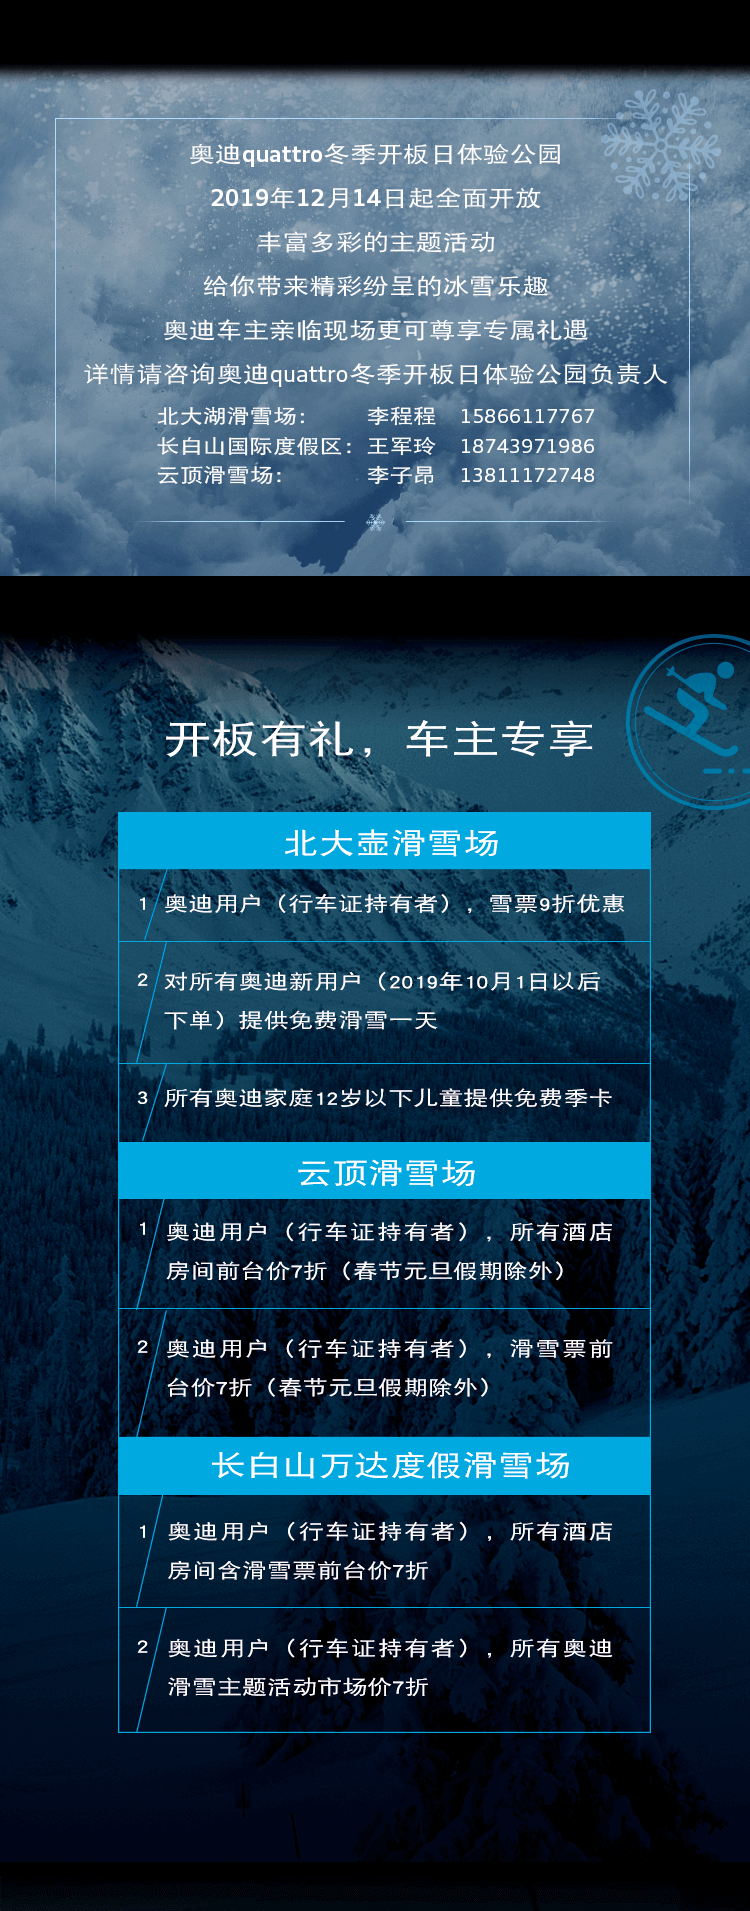 奥迪quattro冬季开板日体验公园
2019年12月14日起全面开放
丰富多彩的主题活动
给你带来精彩纷呈的冰雪乐趣
奥迪车主亲临现场更可尊享专属礼遇
详情请咨询奥迪quattro冬季开板日体验公园负责人
北大湖滑雪场： 李程程 15866117767
长白山国际度假区： 王军玲 18743971986
云顶滑雪场： 李子昂 13811172748
开板有礼，车主专享
北大壶滑雪场
1 奥迪用户（行车证持有者），雪票9折优惠
2 对所有奥迪新用户（2019年10月1日以后
下单）提供免费滑雪一天
3 所有奥迪家庭12岁以下儿童提供免费季卡
云顶滑雪场
1 奥迪用户（行车证持有者），所有酒店
房间前台价7折（春节元旦假期除外）
2 奥迪用户（行车证持有者），滑雪票前
台价7折（春节元旦假期除外）
长白山万达度假滑雪场
1 奥迪用户（行车证持有者），所有酒店
房间含滑雪票前台价7折
2 奥迪用户（行车证持有者），所有奥迪
滑雪主题活动市场价7折